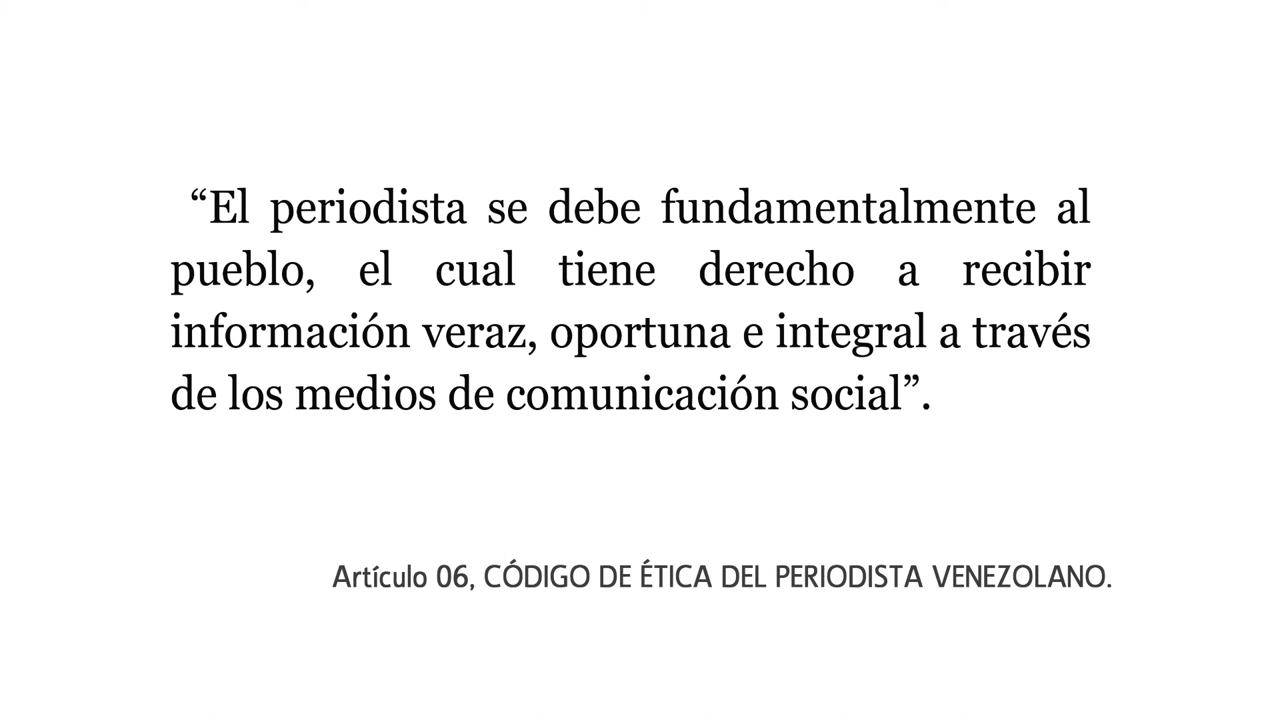 “El periodista se debe fundamentalmente al
pueblo, el cual tiene derecho a recibir
información veraz, oportuna e integral a través
de los medios de comunicación social”.
Artículo 06, CÓDIGO DE ÉTICA DEL PERIODISTA VENEZOLANO.